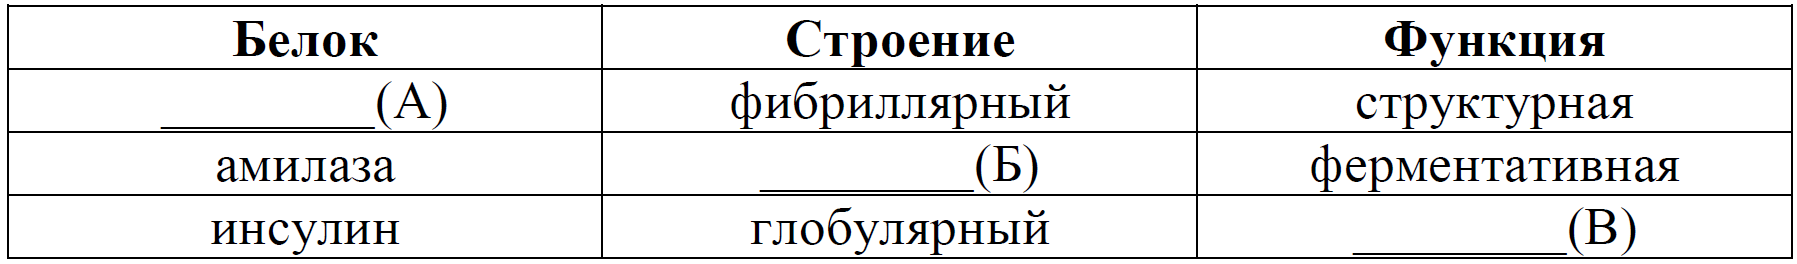 Белок Строение Функция
________(А) фибриллярный структурная
амилаза ________(Б) ферментативная
инсулин глобулярный ________(В)